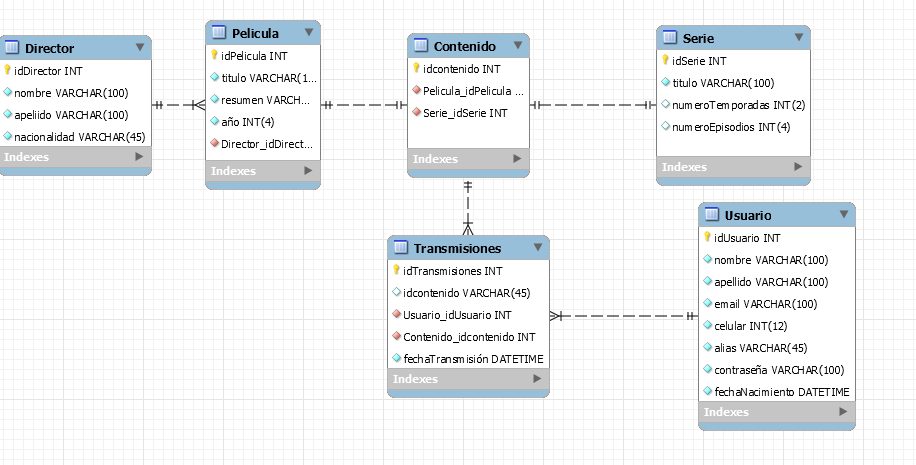 Director
idDirector INT
nombre VARCHAR(100)
apeliido VARCHAR(100)
nacionalidad VARCHAR(45)
Indexes
Pelicula
idPelicula INT
titulo VARCHAR(1...
resumen VARCH...
año INT(4)
Director_idDirect...
Indexes
Contenido
idcontenido INT
Pelicula_idPelicula ...
Serie_idSerie INT
Indexes
Serie
idSerie INT
titulo VARCHAR(100)
numeroTemporadas INT(2)
numeroEpisodios INT(4)
Indexes
Transmisiones
idTransmisiones INT
idcontenido VARCHAR(45)
Usuario_idUsuario INT
Contenido_idcontenido INT
fechaTransmisión DATETIME
Indexes
Usuario
idUsuario INT
nombre VARCHAR(100)
apellido VARCHAR(100)
email VARCHAR(100)
celular INT(12)
alias VARCHAR(45)
contraseña VARCHAR(100)
fechaNacimiento DATETIME
Indexes